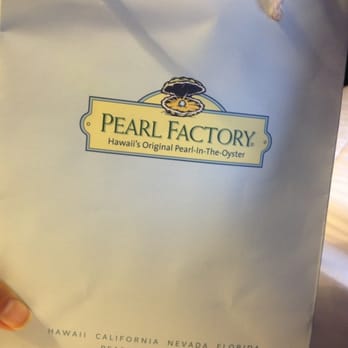 PEARL FACTORY®
Hawaii's Original Pearl-In-The-Oyster
HAWAII CALIFORNIA NEVADA FLORIDA